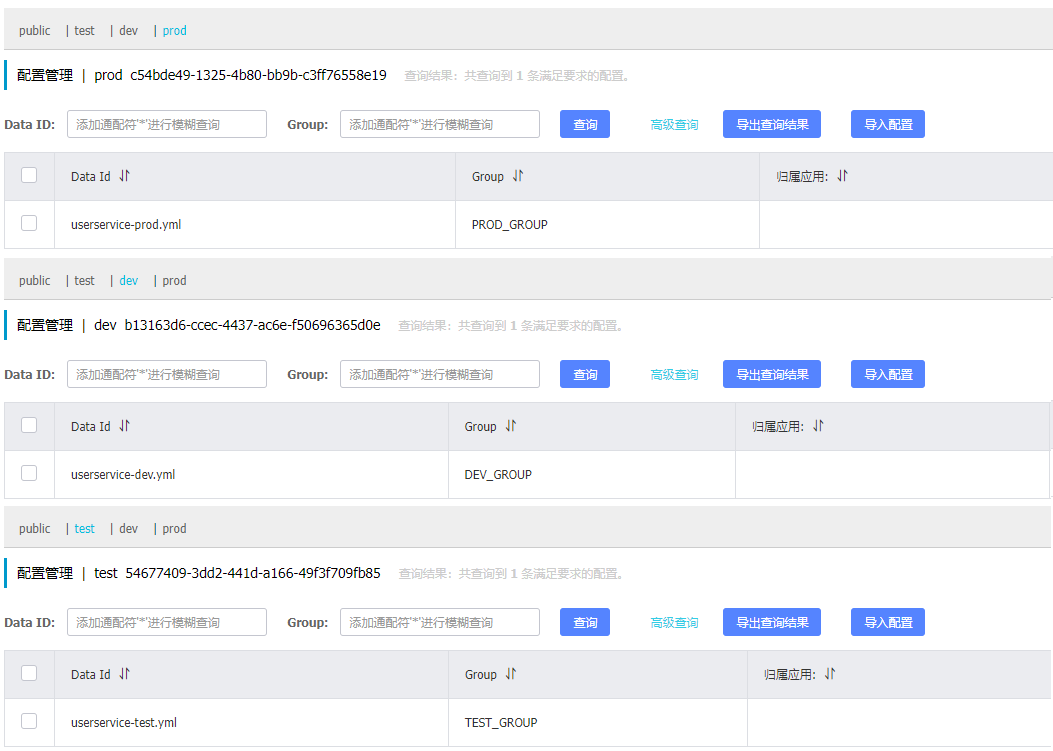 public | test | dev | prod
配置管理 | prod c54bde49-1325-4b80-bb9b-c3ff76558e19 查询结果：共查询到 1 条满足要求的配置。
Data ID: 添加通配符'*'进行模糊查询 Group: 添加通配符'*'进行模糊查询 查询 高级查询 导出查询结果 导入配置
Data Id Group 归属应用:
userservice-prod.yml PROD_GROUP
public | test | dev | prod
配置管理 | dev b13163d6-ccec-4437-ac6e-f50696365d0e 查询结果：共查询到 1 条满足要求的配置。
Data ID: 添加通配符'*'进行模糊查询 Group: 添加通配符'*'进行模糊查询 查询 高级查询 导出查询结果 导入配置
Data Id Group 归属应用:
userservice-dev.yml DEV_GROUP
public | test | dev | prod
配置管理 | test 54677409-3dd2-441d-a166-49f3f709fb85 查询结果：共查询到 1 条满足要求的配置。
Data ID: 添加通配符'*'进行模糊查询 Group: 添加通配符'*'进行模糊查询 查询 高级查询 导出查询结果 导入配置
Data Id Group 归属应用:
userservice-test.yml TEST_GROUP